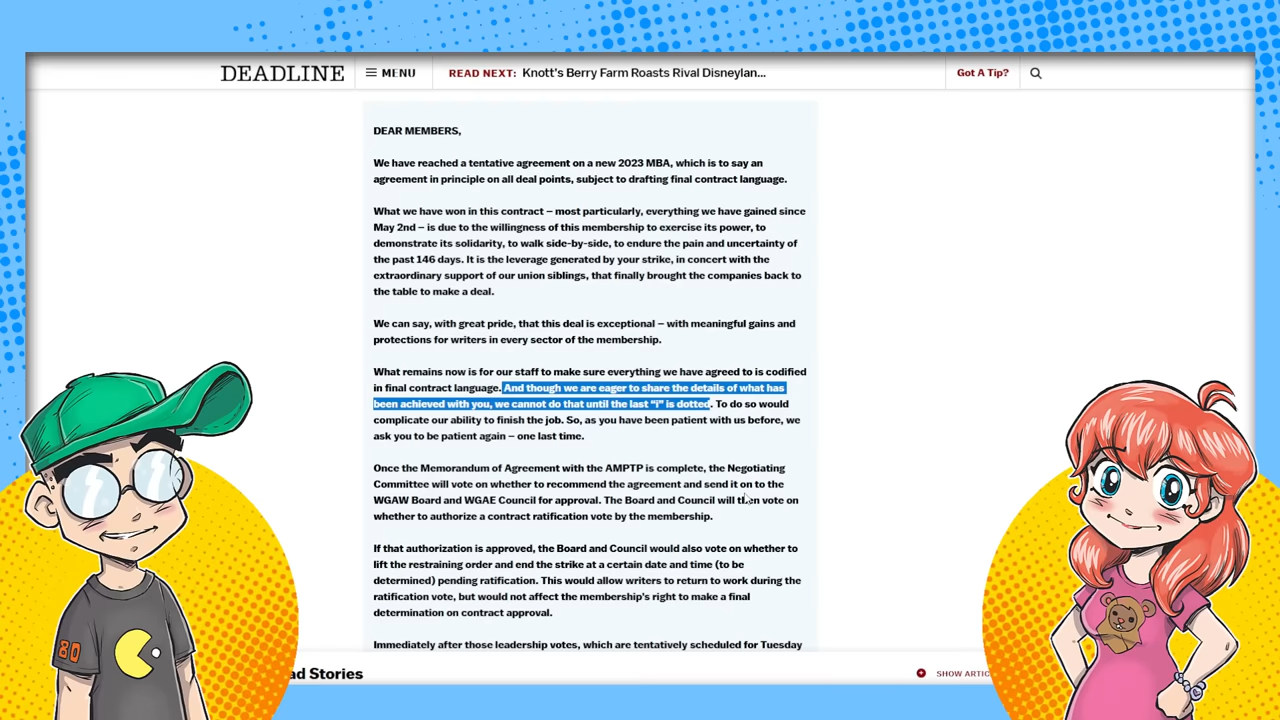 DEADLINE
MENU
READ NEXT: Knott's Berry Farm Roasts Rival Disneylan...
Got A Tip?
DEAR MEMBERS,
We have reached a tentative agreement on a new 2023 MBA, which is to say an
agreement in principle on all deal points, subject to drafting final contract language.
What we have won in this contract – most particularly, everything we have gained since
May 2nd – is due to the willingness of this membership to exercise its power, to
demonstrate its solidarity, to walk side-by-side, to endure the pain and uncertainty of
the past 146 days. It is the leverage generated by your strike, in concert with the
extraordinary support of our union siblings, that finally brought the companies back to
the table to make a deal.
We can say, with great pride, that this deal is exceptional – with meaningful gains and
protections for writers in every sector of the membership.
What remains now is for our staff to make sure everything we have agreed to is codified
in final contract language. And though we are eager to share the details of what has
been achieved with you, we cannot do that until the last “i” is dotted. To do so would
complicate our ability to finish the job. So, as you have been patient with us before, we
ask you to be patient again – one last time.
Once the Memorandum of Agreement with the AMPTP is complete, the Negotiating
Committee will vote on whether to recommend the agreement and send it on to the
WGAW Board and WGAE Council for approval. The Board and Council will then vote on
whether to authorize a contract ratification vote by the membership.
If that authorization is approved, the Board and Council would also vote on whether to
lift the restraining order and end the strike at a certain date and time (to be
determined) pending ratification. This would allow writers to return to work during the
ratification vote, but would not affect the membership’s right to make a final
determination on contract approval.
Immediately after those leadership votes, which are tentatively scheduled for Tuesday
ad Stories
SHOW ARTIC
80